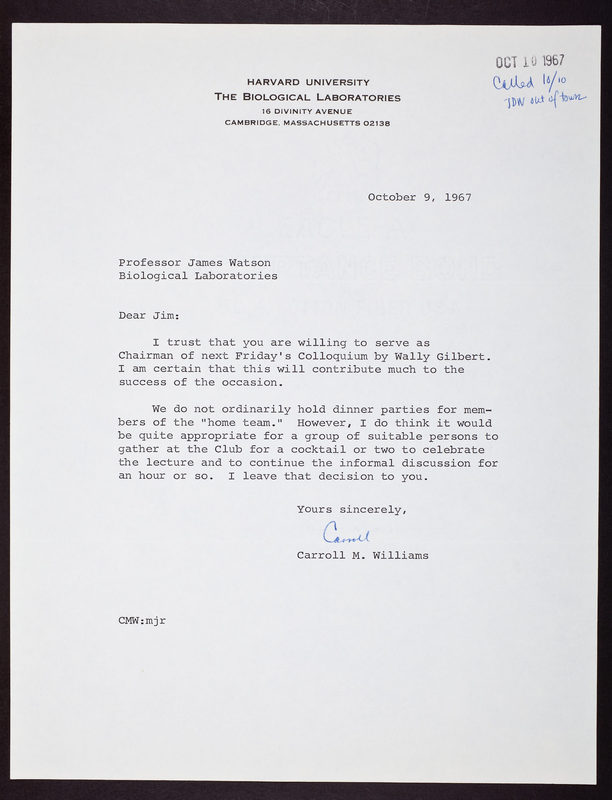 OCT 10 1967
Called 10/10
JDW out of town
HARVARD UNIVERSITY
THE BIOLOGICAL LABORATORIES
16 DIVINITY AVENUE
CAMBRIDGE, MASSACHUSETTS 02138
October 9, 1967
Professor James Watson
Biological Laboratories
Dear Jim:
I trust that you are willing to serve as
Chairman of next Friday's Colloquium by Wally Gilbert.
I am certain that this will contribute much to the
success of the occasion.
We do not ordinarily hold dinner parties for mem-
bers of the "home team." However, I do think it would
be quite appropriate for a group of suitable persons to
gather at the Club for a cocktail or two to celebrate
the lecture and to continue the informal discussion for
an hour or so. I leave that decision to you.
Yours sincerely,
Carroll
Carroll M. Williams
CMW:mjr